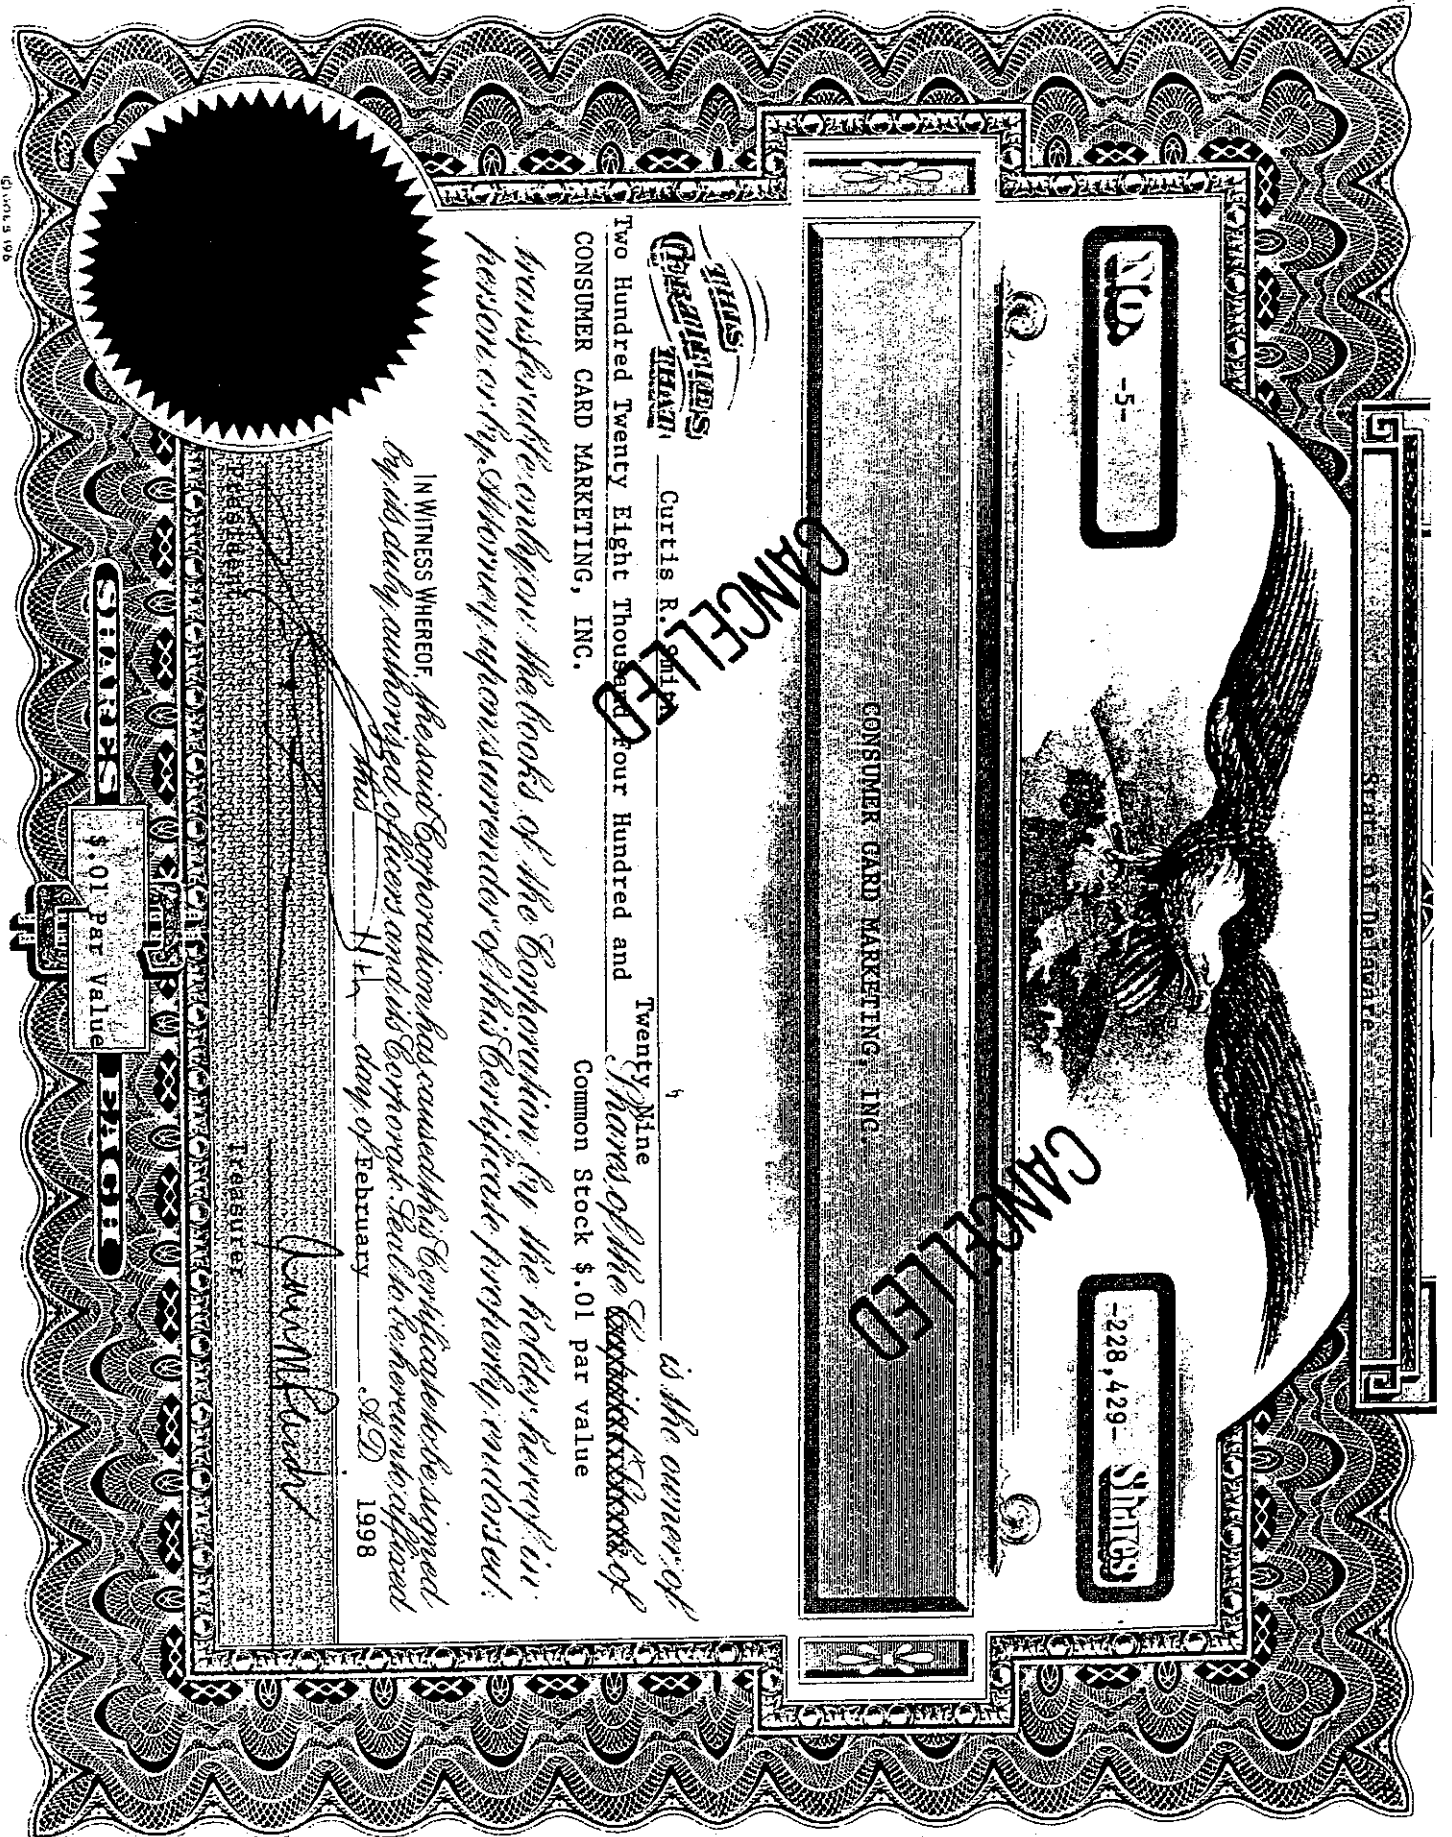 State of Delaware
NO. -5-
-228,429- Shares
CONSUMER CARD MARKETING, INC.
CANCELLED
CANCELLED
THIS CERTIFIES THAT Curtis R. Smith is the owner of
Two Hundred Twenty Eight Thousand Four Hundred and Twenty Nine Shares of the Capital Stock of
CONSUMER CARD MARKETING, INC. Common Stock $.01 par value
transferable only on the books of the Corporation by the holder hereof in
person or by Attorney upon surrender of this Certificate properly endorsed.
IN WITNESS WHEREOF, the said Corporation has caused this Certificate to be signed
by its duly authorized officers and its Corporate Seal to be hereunto affixed
this 11th day of February A.D. 1998
President Treasurer
SHARES $.01 Par Value EACH